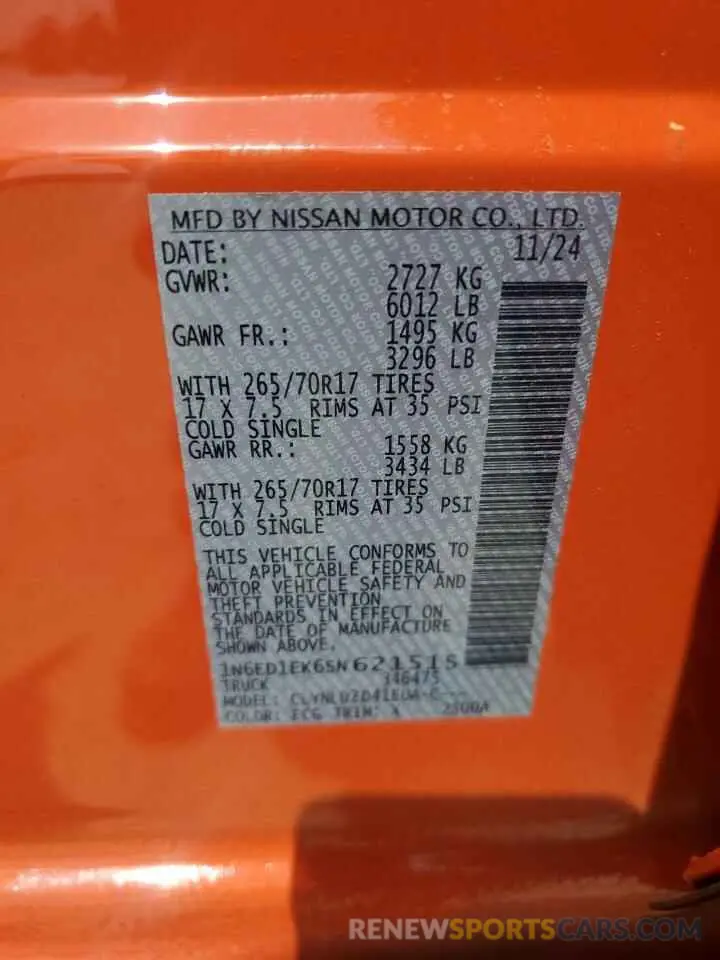 MFD BY NISSAN MOTOR CO., LTD.
DATE: 11/24
GVWR: 2727 KG
6012 LB
GAWR FR.: 1495 KG
3296 LB
WITH 265/70R17 TIRES
17 X 7.5 RIMS AT 35 PSI
COLD SINGLE
GAWR RR.: 1558 KG
3434 LB
WITH 265/70R17 TIRES
17 X 7.5 RIMS AT 35 PSI
COLD SINGLE
THIS VEHICLE CONFORMS TO
ALL APPLICABLE FEDERAL
MOTOR VEHICLE SAFETY AND
THEFT PREVENTION
STANDARDS IN EFFECT ON
THE DATE OF MANUFACTURE
SHOWN ABOVE.
1N6ED1EK6SN621515
TRUCK 346475
MODEL:
COLOR: ECG TRIM: X
RENEWSPORTSCARS.COM